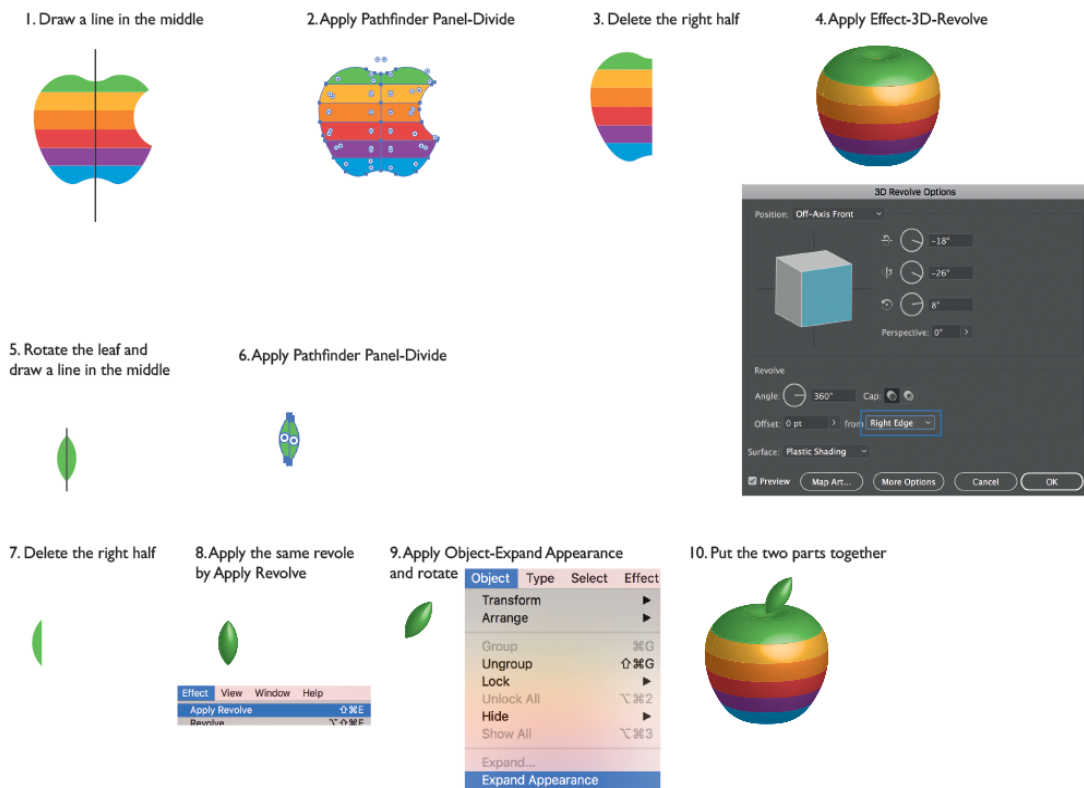 1. Draw a line in the middle
2. Apply Pathfinder Panel-Divide
3. Delete the right half
4. Apply Effect-3D-Revolve
3D Revolve Options
Position: Off-Axis Front
-18°
-26°
8°
Perspective: 0°
Revolve
Angle: 360° Cap:
Offset: 0 pt from Right Edge
Surface: Plastic Shading
Preview Map Art... More Options Cancel OK
5. Rotate the leaf and
draw a line in the middle
6. Apply Pathfinder Panel-Divide
7. Delete the right half
8. Apply the same revole
by Apply Revolve
Effect View Window Help
Apply Revolve ⇧⌘E
Revolve ⌥⇧⌘E
9. Apply Object-Expand Appearance
and rotate
Object Type Select Effect
Transform
Arrange
Group ⌘G
Ungroup ⇧⌘G
Lock
Unlock All ⌥⌘2
Hide
Show All ⌥⌘3
Expand...
Expand Appearance
10. Put the two parts together